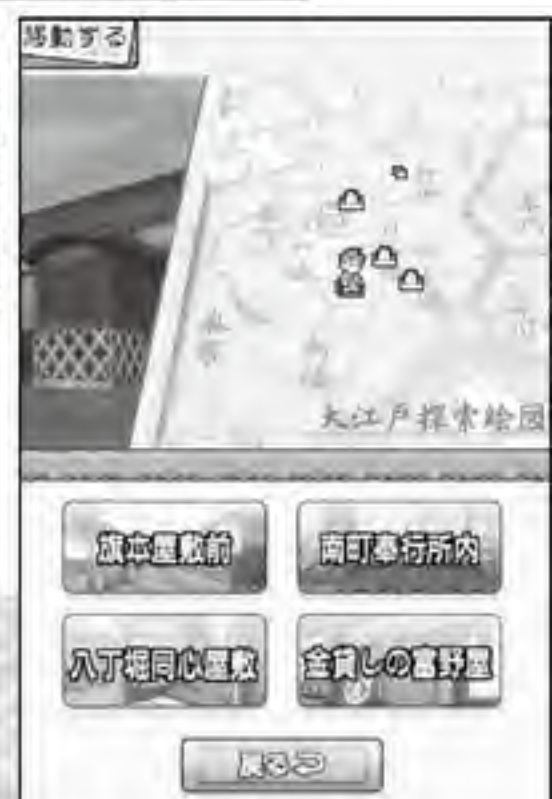 移動する
大江戸探索絵図
旗本屋敷前
南町奉行所内
八丁堀同心屋敷
金貸しの富野屋
戻る